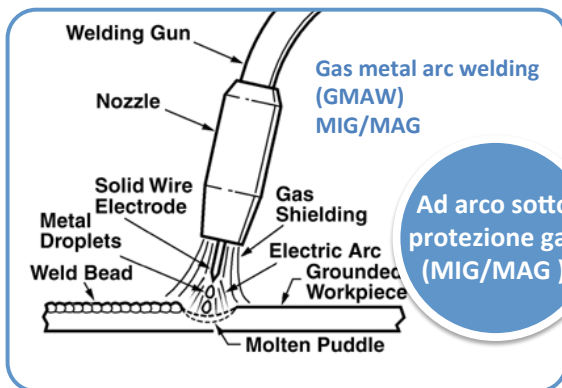 Welding Gun
Gas metal arc welding
(GMAW)
MIG/MAG
Nozzle
Solid Wire
Electrode
Gas
Shielding
Metal
Droplets
Electric Arc
Weld Bead
Grounded
Workpiece
Molten Puddle
Ad arco sotto
protezione ga
(MIG/MAG )